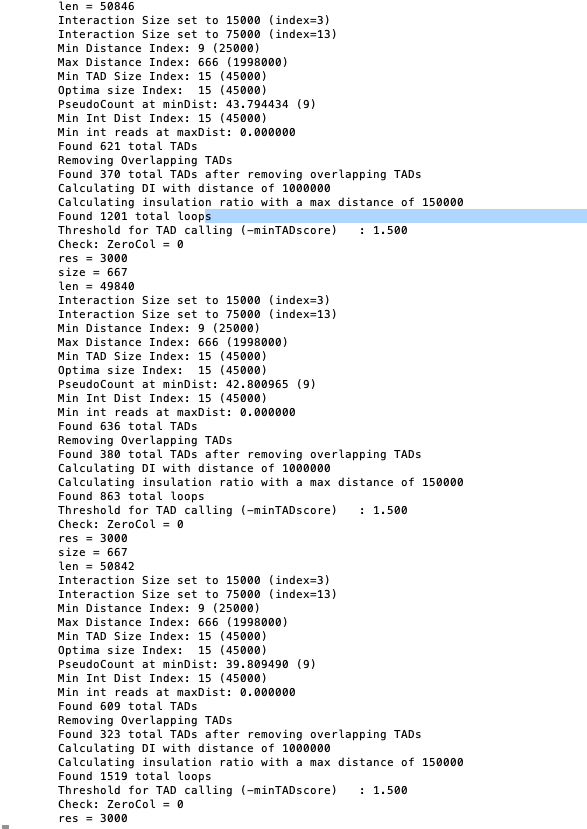 len = 50846
Interaction Size set to 15000 (index=3)
Interaction Size set to 75000 (index=13)
Min Distance Index: 9 (25000)
Max Distance Index: 666 (1998000)
Min TAD Size Index: 15 (45000)
Optima size Index:  15 (45000)
PseudoCount at minDist: 43.794434 (9)
Min Int Dist Index: 15 (45000)
Min int reads at maxDist: 0.000000
Found 621 total TADs
Removing Overlapping TADs
Found 370 total TADs after removing overlapping TADs
Calculating DI with distance of 1000000
Calculating insulation ratio with a max distance of 150000
Found 1201 total loops
Threshold for TAD calling (-minTADscore)   : 1.500
Check: ZeroCol = 0
res = 3000
size = 667
len = 49840
Interaction Size set to 15000 (index=3)
Interaction Size set to 75000 (index=13)
Min Distance Index: 9 (25000)
Max Distance Index: 666 (1998000)
Min TAD Size Index: 15 (45000)
Optima size Index:  15 (45000)
PseudoCount at minDist: 42.800965 (9)
Min Int Dist Index: 15 (45000)
Min int reads at maxDist: 0.000000
Found 636 total TADs
Removing Overlapping TADs
Found 380 total TADs after removing overlapping TADs
Calculating DI with distance of 1000000
Calculating insulation ratio with a max distance of 150000
Found 863 total loops
Threshold for TAD calling (-minTADscore)   : 1.500
Check: ZeroCol = 0
res = 3000
size = 667
len = 50842
Interaction Size set to 15000 (index=3)
Interaction Size set to 75000 (index=13)
Min Distance Index: 9 (25000)
Max Distance Index: 666 (1998000)
Min TAD Size Index: 15 (45000)
Optima size Index:  15 (45000)
PseudoCount at minDist: 39.809490 (9)
Min Int Dist Index: 15 (45000)
Min int reads at maxDist: 0.000000
Found 609 total TADs
Removing Overlapping TADs
Found 323 total TADs after removing overlapping TADs
Calculating DI with distance of 1000000
Calculating insulation ratio with a max distance of 150000
Found 1519 total loops
Threshold for TAD calling (-minTADscore)   : 1.500
Check: ZeroCol = 0
res = 3000